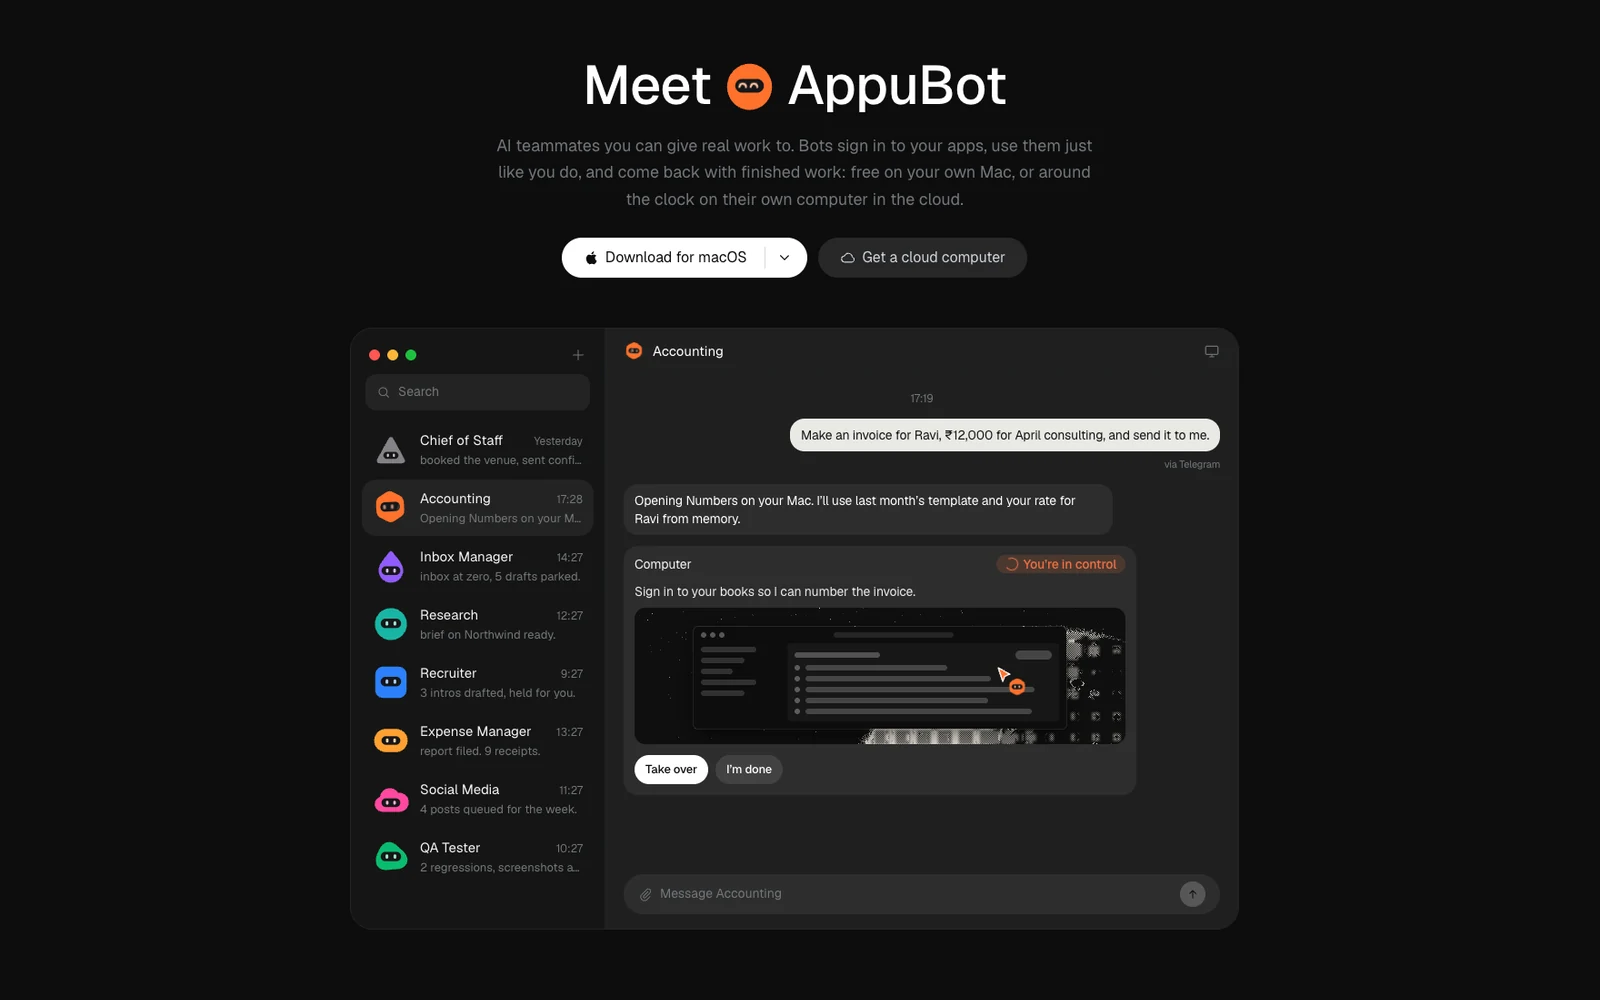 Meet AppuBot
AI teammates you can give real work to. Bots sign in to your apps, use them just
like you do, and come back with finished work: free on your own Mac, or around
the clock on their own computer in the cloud.
Download for macOS
Get a cloud computer
Search
Chief of Staff Yesterday
booked the venue, sent confi...
Accounting 17:28
Opening Numbers on your M...
Inbox Manager 14:27
inbox at zero, 5 drafts parked.
Research 12:27
brief on Northwind ready.
Recruiter 9:27
3 intros drafted, held for you.
Expense Manager 13:27
report filed. 9 receipts.
Social Media 11:27
4 posts queued for the week.
QA Tester 10:27
2 regressions, screenshots a...
Accounting
17:19
Make an invoice for Ravi, ₹12,000 for April consulting, and send it to me.
via Telegram
Opening Numbers on your Mac. I'll use last month's template and your rate for
Ravi from memory.
Computer
You're in control
Sign in to your books so I can number the invoice.
Take over
I'm done
Message Accounting